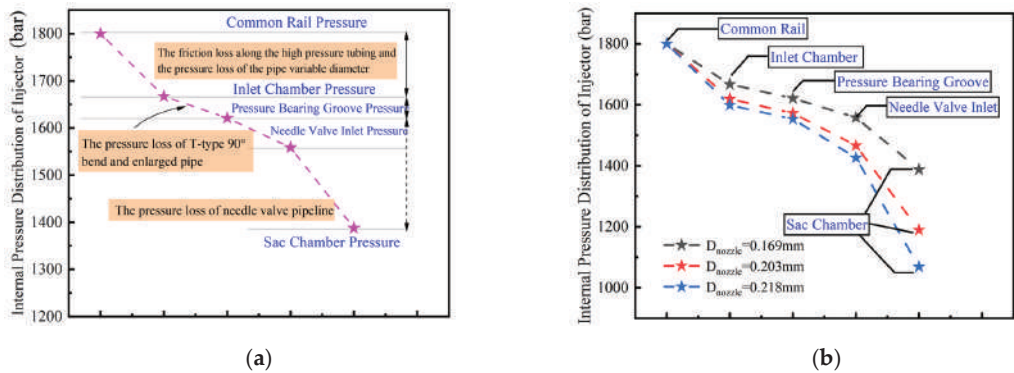 Internal Pressure Distribution of Injector (bar)
1800
1700
1600
1500
1400
1300
1200
Common Rail Pressure
The friction loss along the high pressure tubing and
the pressure loss of the pipe variable diameter
Inlet Chamber Pressure
Pressure Bearing Groove Pressure
Needle Valve Inlet Pressure
The pressure loss of T-type 90°
bend and enlarged pipe
The pressure loss of needle valve pipeline
Sac Chamber Pressure
(a)
Internal Pressure Distribution of Injector (bar)
1800
1600
1400
1200
1000
Common Rail
Inlet Chamber
Pressure Bearing Groove
Needle Valve Inlet
Sac Chamber
Dnozzle=0.169mm
Dnozzle=0.203mm
Dnozzle=0.218mm
(b)